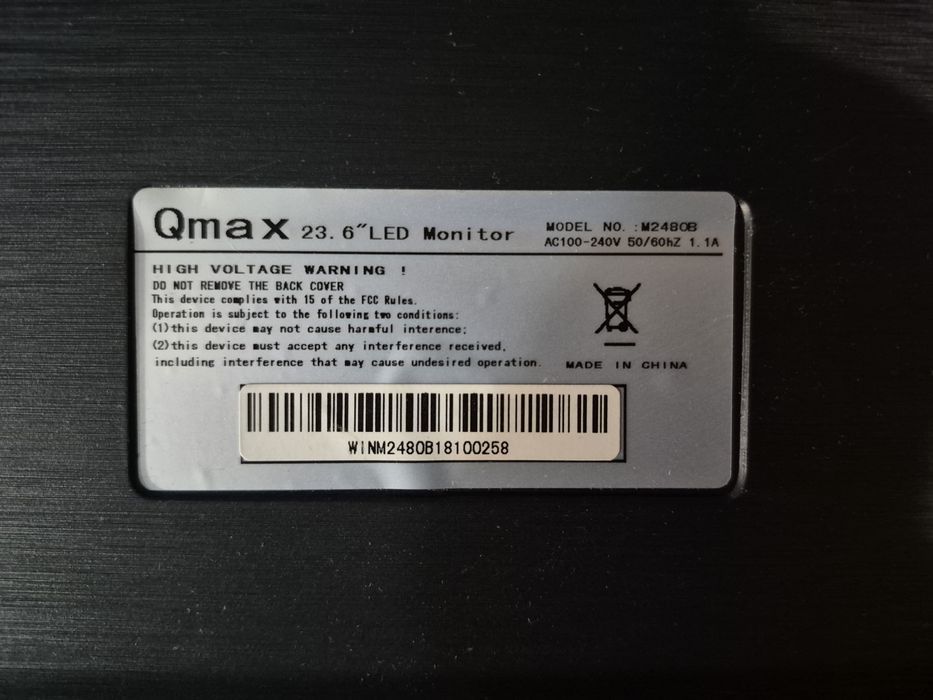 Qmax 23.6″LED Monitor
MODEL NO. :M2480B
AC100-240V 50/60hZ 1.1A
HIGH VOLTAGE WARNING !
DO NOT REMOVE THE BACK COVER
This device complies with 15 of the FCC Rules.
Operation is subject to the following two conditions:
(1)this device may not cause harmful interence;
(2)this device must accept any interference received,
including interference that may cause undesired operation.
MADE IN CHINA
WINM2480B18100258